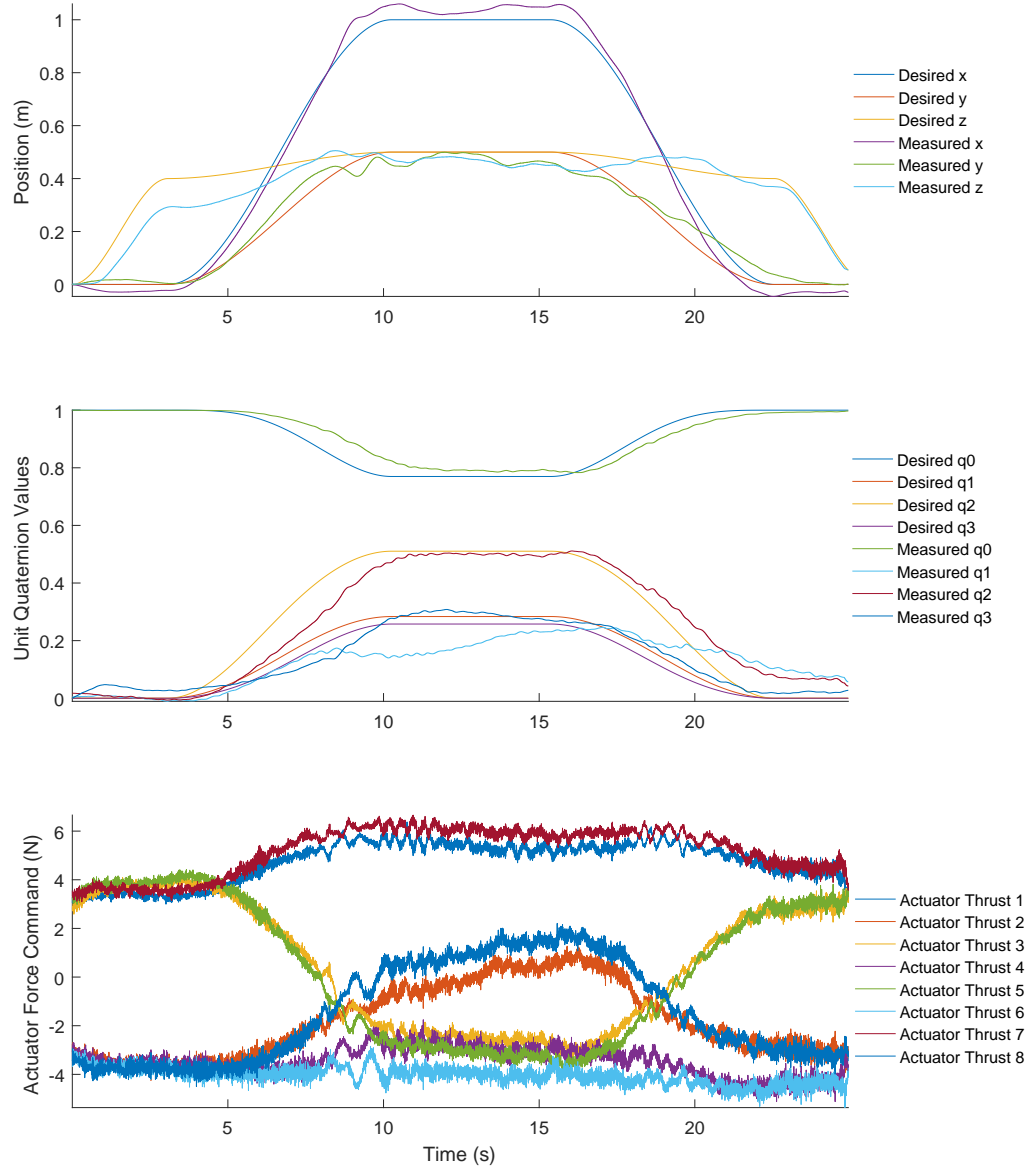 1
0.8
0.6
0.4
0.2
0
Position (m)
5
10
15
20
Desired x
Desired y
Desired z
Measured x
Measured y
Measured z
1
0.8
0.6
0.4
0.2
0
Unit Quaternion Values
5
10
15
20
Desired q0
Desired q1
Desired q2
Desired q3
Measured q0
Measured q1
Measured q2
Measured q3
6
4
2
0
-2
-4
Actuator Force Command (N)
5
10
15
20
Time (s)
Actuator Thrust 1
Actuator Thrust 2
Actuator Thrust 3
Actuator Thrust 4
Actuator Thrust 5
Actuator Thrust 6
Actuator Thrust 7
Actuator Thrust 8